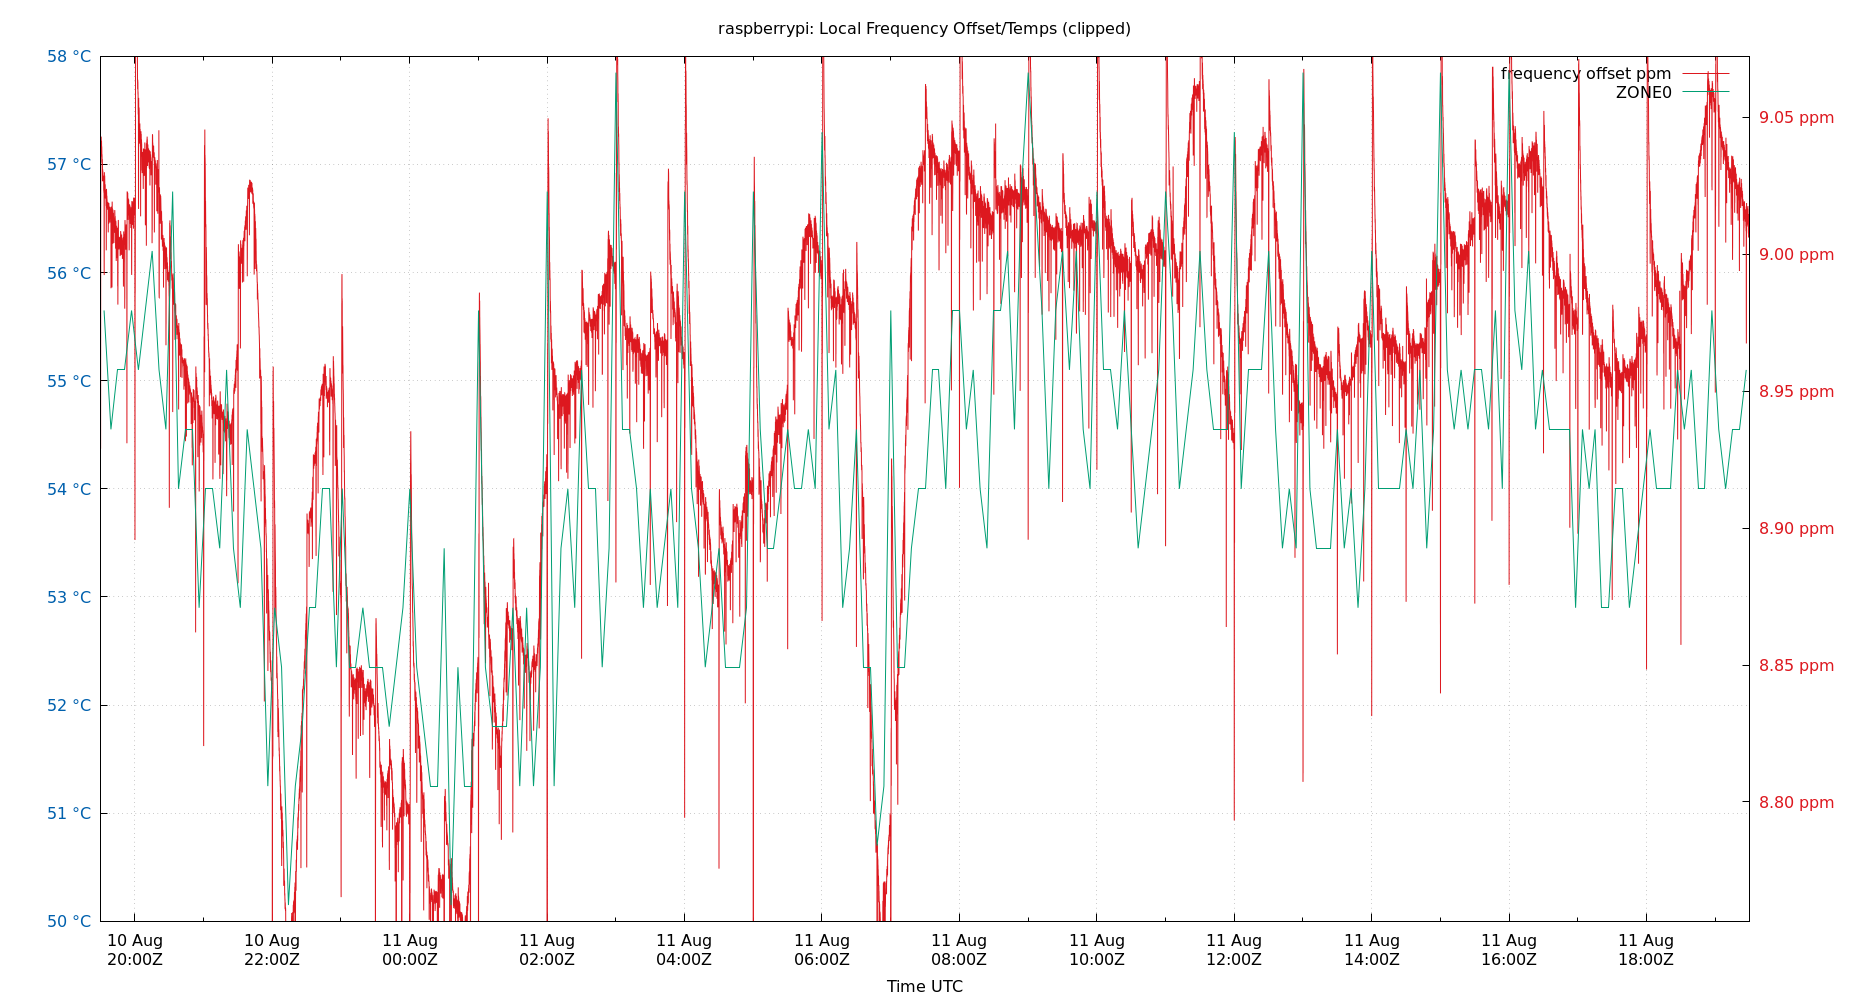 raspberrypi: Local Frequency Offset/Temps (clipped)
58 °C
57 °C
56 °C
55 °C
54 °C
53 °C
52 °C
51 °C
50 °C
frequency offset ppm
ZONE0
9.05 ppm
9.00 ppm
8.95 ppm
8.90 ppm
8.85 ppm
8.80 ppm
10 Aug 10 Aug 11 Aug 11 Aug 11 Aug 11 Aug 11 Aug 11 Aug 11 Aug 11 Aug 11 Aug 11 Aug
20:00Z 22:00Z 00:00Z 02:00Z 04:00Z 06:00Z 08:00Z 10:00Z 12:00Z 14:00Z 16:00Z 18:00Z
Time UTC